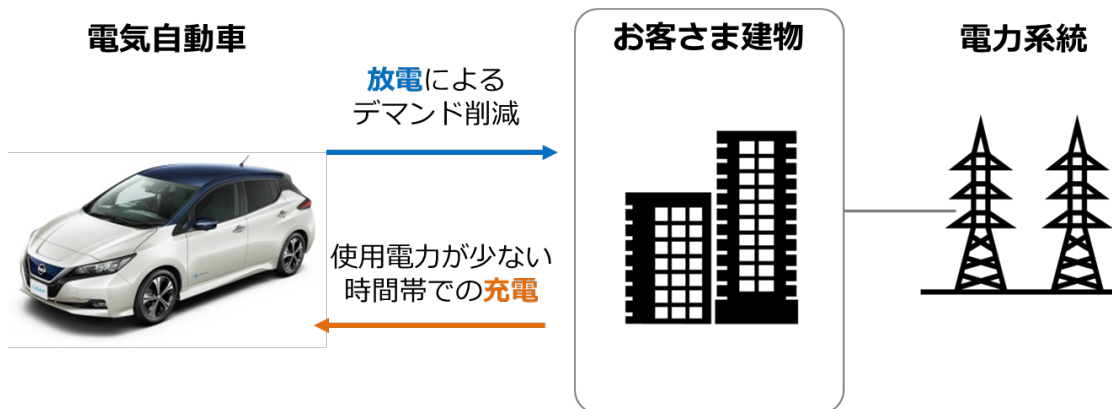 電気自動車
お客さま建物
電力系統
放電による
デマンド削減
使用電力が少ない
時間帯での充電